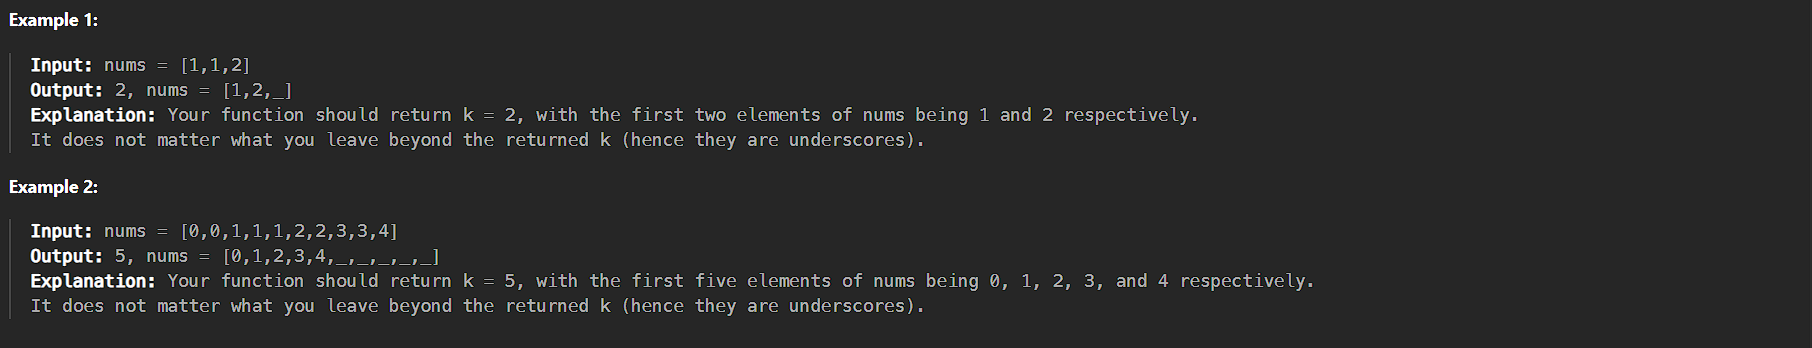 Example 1:
Input: nums = [1,1,2]
Output: 2, nums = [1,2,_]
Explanation: Your function should return k = 2, with the first two elements of nums being 1 and 2 respectively.
It does not matter what you leave beyond the returned k (hence they are underscores).
Example 2:
Input: nums = [0,0,1,1,1,2,2,3,3,4]
Output: 5, nums = [0,1,2,3,4,_,_,_,_,_]
Explanation: Your function should return k = 5, with the first five elements of nums being 0, 1, 2, 3, and 4 respectively.
It does not matter what you leave beyond the returned k (hence they are underscores).